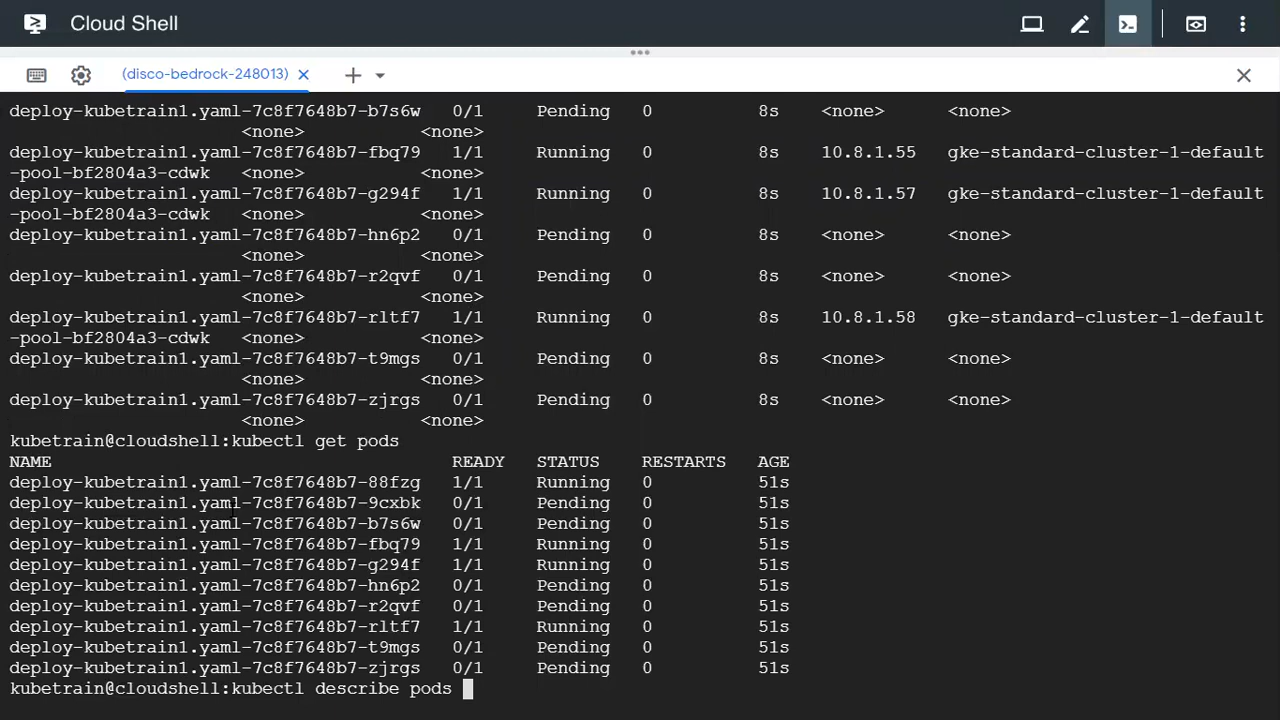 Cloud Shell
(disco-bedrock-248013)
deploy-kubetrain1.yaml-7c8f7648b7-b7s6w 0/1 Pending 0 8s <none> <none>
<none> <none>
deploy-kubetrain1.yaml-7c8f7648b7-fbq79 1/1 Running 0 8s 10.8.1.55 gke-standard-cluster-1-default
-pool-bf2804a3-cdwk <none> <none>
deploy-kubetrain1.yaml-7c8f7648b7-g294f 1/1 Running 0 8s 10.8.1.57 gke-standard-cluster-1-default
-pool-bf2804a3-cdwk <none> <none>
deploy-kubetrain1.yaml-7c8f7648b7-hn6p2 0/1 Pending 0 8s <none> <none>
<none> <none>
deploy-kubetrain1.yaml-7c8f7648b7-r2qvf 0/1 Pending 0 8s <none> <none>
<none> <none>
deploy-kubetrain1.yaml-7c8f7648b7-rltf7 1/1 Running 0 8s 10.8.1.58 gke-standard-cluster-1-default
-pool-bf2804a3-cdwk <none> <none>
deploy-kubetrain1.yaml-7c8f7648b7-t9mgs 0/1 Pending 0 8s <none> <none>
<none> <none>
deploy-kubetrain1.yaml-7c8f7648b7-zjrgs 0/1 Pending 0 8s <none> <none>
<none> <none>
kubetrain@cloudshell:kubectl get pods
NAME READY STATUS RESTARTS AGE
deploy-kubetrain1.yaml-7c8f7648b7-88fzg 1/1 Running 0 51s
deploy-kubetrain1.yaml-7c8f7648b7-9cxbk 0/1 Pending 0 51s
deploy-kubetrain1.yaml-7c8f7648b7-b7s6w 0/1 Pending 0 51s
deploy-kubetrain1.yaml-7c8f7648b7-fbq79 1/1 Running 0 51s
deploy-kubetrain1.yaml-7c8f7648b7-g294f 1/1 Running 0 51s
deploy-kubetrain1.yaml-7c8f7648b7-hn6p2 0/1 Pending 0 51s
deploy-kubetrain1.yaml-7c8f7648b7-r2qvf 0/1 Pending 0 51s
deploy-kubetrain1.yaml-7c8f7648b7-rltf7 1/1 Running 0 51s
deploy-kubetrain1.yaml-7c8f7648b7-t9mgs 0/1 Pending 0 51s
deploy-kubetrain1.yaml-7c8f7648b7-zjrgs 0/1 Pending 0 51s
kubetrain@cloudshell:kubectl describe pods